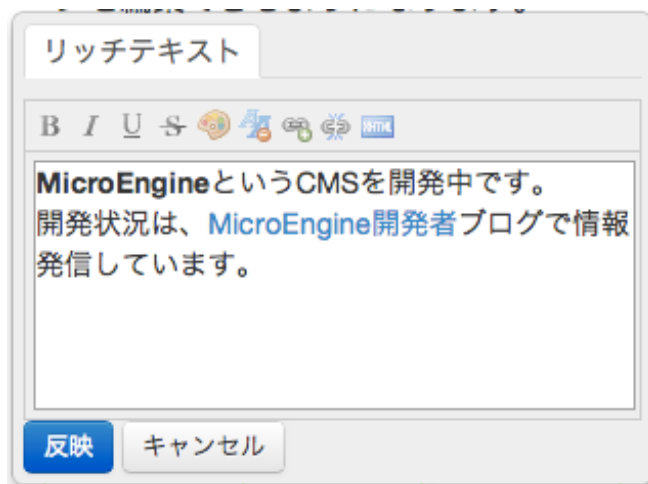 リッチテキスト
B I U S XHTML
MicroEngineというCMSを開発中です。
開発状況は、MicroEngine開発者ブログで情報
発信しています。
反映 キャンセル